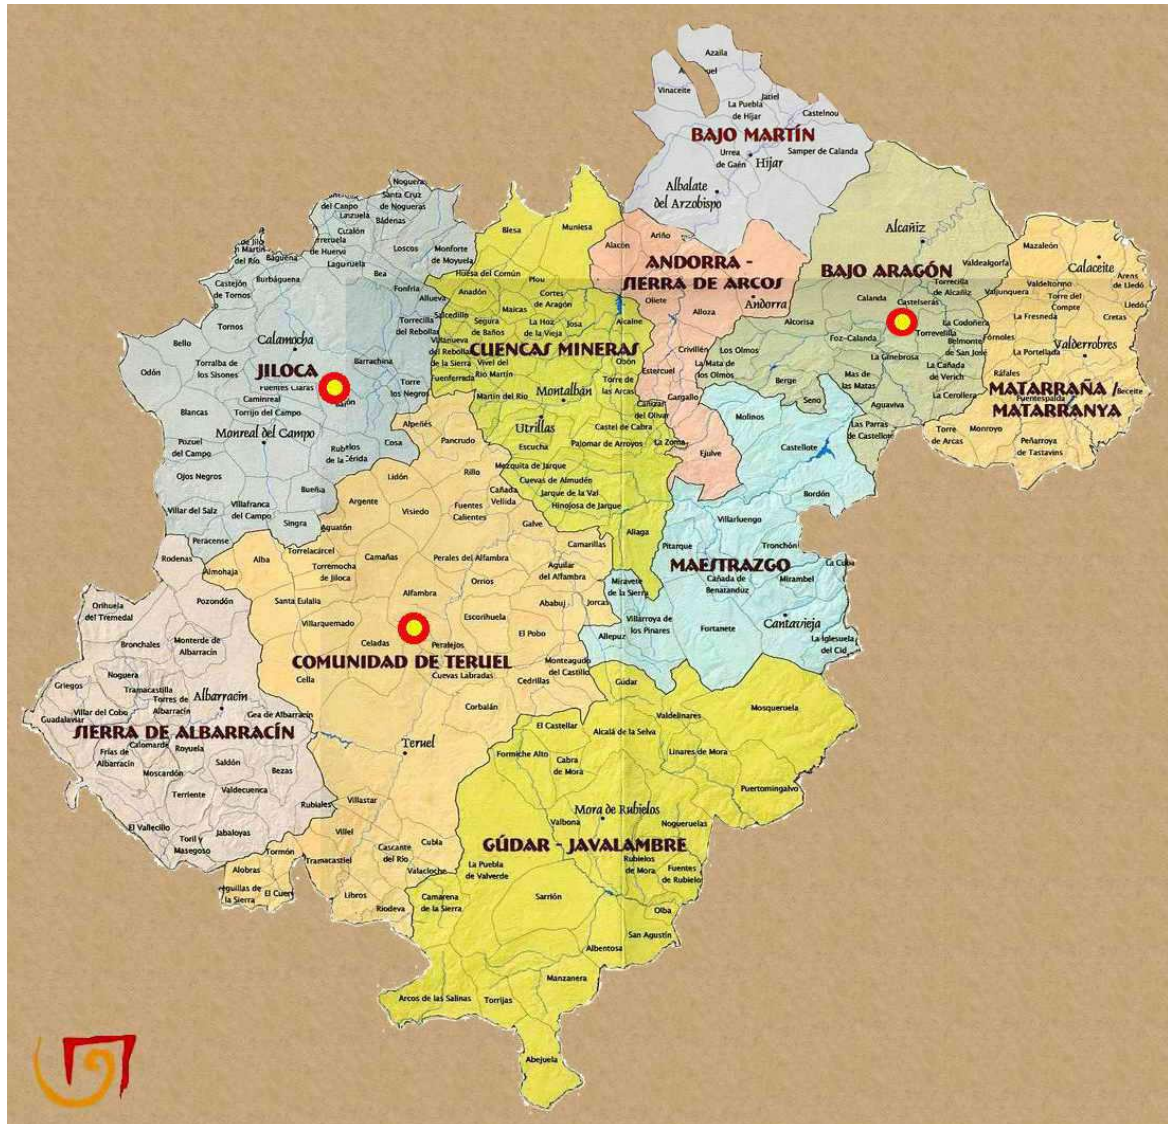 Azaila
Vinaceite
Jatiel
La Puebla
de Híjar
Castelnou
BAJO MARTÍN
Urrea
de Gaén
Híjar
Samper de Calanda
Albalate
del Arzobispo
Santa Cruz
de Nogueras
del Campo
Bádenas
Loscos
Monforte
de Moyuela
Báguena
Bea
Burbáguena
Castejón
de Tornos
Fonfría
Allueva
Salcedillo
Tornos
Torrecilla
del Rebollar
Bello
Calamocha
Odón
Torralba de
los Sisones
Barrachina
JILOCA
Fuentes Claras
Caminreal
Torre
los Negros
Blancas
Torrijo del Campo
Monreal del Campo
Pozuel
del Campo
Cosa
Ojos Negros
Bueña
Villar del Salz
Villafranca
del Campo
Singra
Peracense
Blesa
Muniesa
Huesa del Común
Plou
Anadón
Cortes
de Aragón
Maicas
Segura
de Baños
La Hoz
de la Vieja
Josa
Alcaine
Obón
CUENCAS MINERAS
Villanueva
del Rebollar
de la Sierra
Fuenferrada
Vivel del
Río Martín
Montalbán
Torre de
las Arcas
Martín del Río
Utrillas
Castel de Cabra
Escucha
Palomar de Arroyos
La Zoma
Cañizar
del Olivar
Mezquita de Jarque
Cuevas de Almudén
Jarque de la Val
Hinojosa de Jarque
Aliaga
Alacón
Ariño
ANDORRA -
SIERRA DE ARCOS
Oliete
Andorra
Alloza
Crivillén
Estercuel
Gargallo
Ejulve
Alcañiz
BAJO ARAGÓN
Valdealgorfa
Torrecilla
de Alcañiz
Calanda
Castelserás
Alcorisa
La Codoñera
Torrevelilla
Foz-Calanda
Belmonte
de San José
Los Olmos
La Mata de
los Olmos
La Ginebrosa
La Cañada
de Verich
Berge
Mas de
las Matas
Seno
Aguaviva
La Cerollera
Las Parras
de Castellote
Mazaleón
Calaceite
Arens
de Lledó
Valdeltormo
Valjunquera
Torre del
Compte
Lledó
La Fresneda
Cretas
Fórnoles
La Portellada
Valderrobres
Ráfales
MATARRAÑA /
MATARRANYA
Fuentespalda
Beceite
Torre
de Arcas
Monroyo
Peñarroya
de Tastavins
Molinos
Castellote
Bordón
Villarluengo
Pitarque
Tronchón
MAESTRAZGO
La Cuba
Cañada de
Benatanduz
Mirambel
Miravete
de la Sierra
Villarroya de
los Pinares
Cantavieja
Fortanete
La Iglesuela
del Cid
Allepuz
Alpeñés
Pancrudo
Lidón
Rillo
Argente
Visiedo
Cañada
Vellida
Fuentes
Calientes
Galve
Aguatón
Torrelacárcel
Alba
Camañas
Perales del Alfambra
Camarillas
Torremocha
de Jiloca
Aguilar
del Alfambra
Almohaja
Orrios
Alfambra
Santa Eulalia
Ababuj
Jorcas
Villarquemado
Escorihuela
El Pobo
Celadas
Peralejos
COMUNIDAD DE TERUEL
Monteagudo
del Castillo
Cella
Cuevas Labradas
Cedrillas
Corbalán
Teruel
Villastar
Rubiales
Villel
Cubla
Cascante
del Río
Tramacastiel
Valacloche
Tormón
Alobras
El Cuer
la Sierra
Libros
Riodeva
Rodenas
Pozondón
Orihuela
del Tremedal
Bronchales
Monterde de
Albarracín
Noguera
Griegos
Tramacastilla
Torres de
Albarracín
Albarracín
Villar del Cobo
Guadalaviar
Gea de Albarracín
SIERRA DE ALBARRACÍN
Calomarde
Royuela
Frías de
Albarracín
Saldón
Moscardón
Bezas
Terriente
Valdecuenca
El Vallecillo
Toril y
Masegoso
Jabaloyas
Gúdar
El Castellar
Valdelinares
Mosqueruela
Alcalá de la Selva
Formiche Alto
Cabra
de Mora
Linares de Mora
Puertomingalvo
Mora de Rubielos
Valbona
Nogueruelas
GÚDAR - JAVALAMBRE
Rubielos
de Mora
La Puebla
de Valverde
Fuentes
de Rubielos
Camarena
de la Sierra
Sarrión
Olba
San Agustín
Albentosa
Manzanera
Arcos de las Salinas
Torrijas
Abejuela